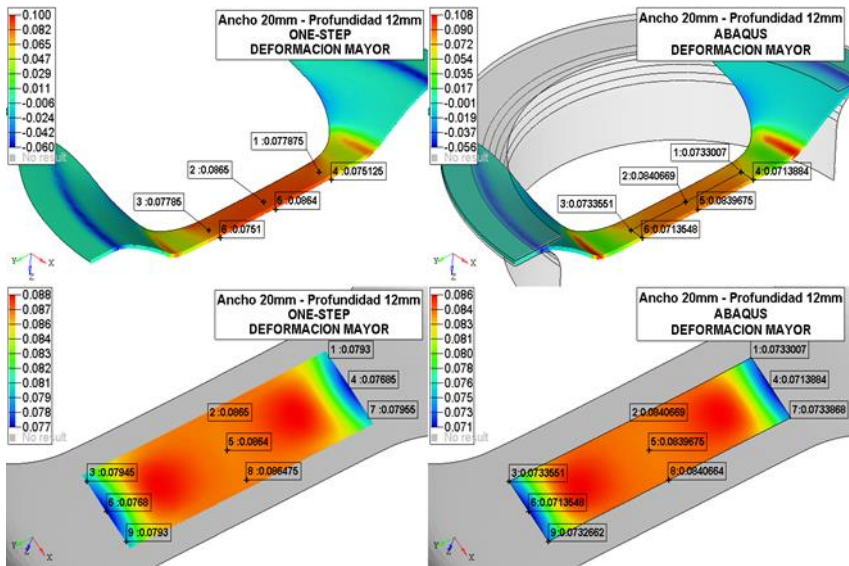 0.100
0.082
0.065
0.047
0.029
0.011
-0.006
-0.024
-0.042
-0.060
No result
Ancho 20mm - Profundidad 12mm
ONE-STEP
DEFORMACION MAYOR
1 :0.077875
2 :0.0865
3 :0.07785
4 :0.075125
5 :0.0864
6 :0.0751
Y
X
Z
0.108
0.090
0.072
0.054
0.035
0.017
-0.001
-0.019
-0.037
-0.056
No result
Ancho 20mm - Profundidad 12mm
ABAQUS
DEFORMACION MAYOR
1:0.0733007
2:0.0840669
3:0.0733551
4:0.0713884
5:0.0839675
6:0.0713548
Y
X
Z
0.088
0.087
0.086
0.084
0.083
0.082
0.081
0.079
0.078
0.077
No result
Ancho 20mm - Profundidad 12mm
ONE-STEP
DEFORMACION MAYOR
1 :0.0793
4 :0.07685
2 :0.0865
7 :0.07955
5 :0.0864
3 :0.07945
8 :0.086475
6 :0.0768
9 :0.0793
Y
X
Z
0.086
0.084
0.083
0.081
0.079
0.078
0.076
0.074
0.073
0.071
No result
Ancho 20mm - Profundidad 12mm
ABAQUS
DEFORMACION MAYOR
1:0.0733007
4:0.0713884
2:0.0840669
7:0.0733868
5:0.0839675
3:0.0733551
8:0.0840664
6:0.0713548
9:0.0732662
Y
X
Z